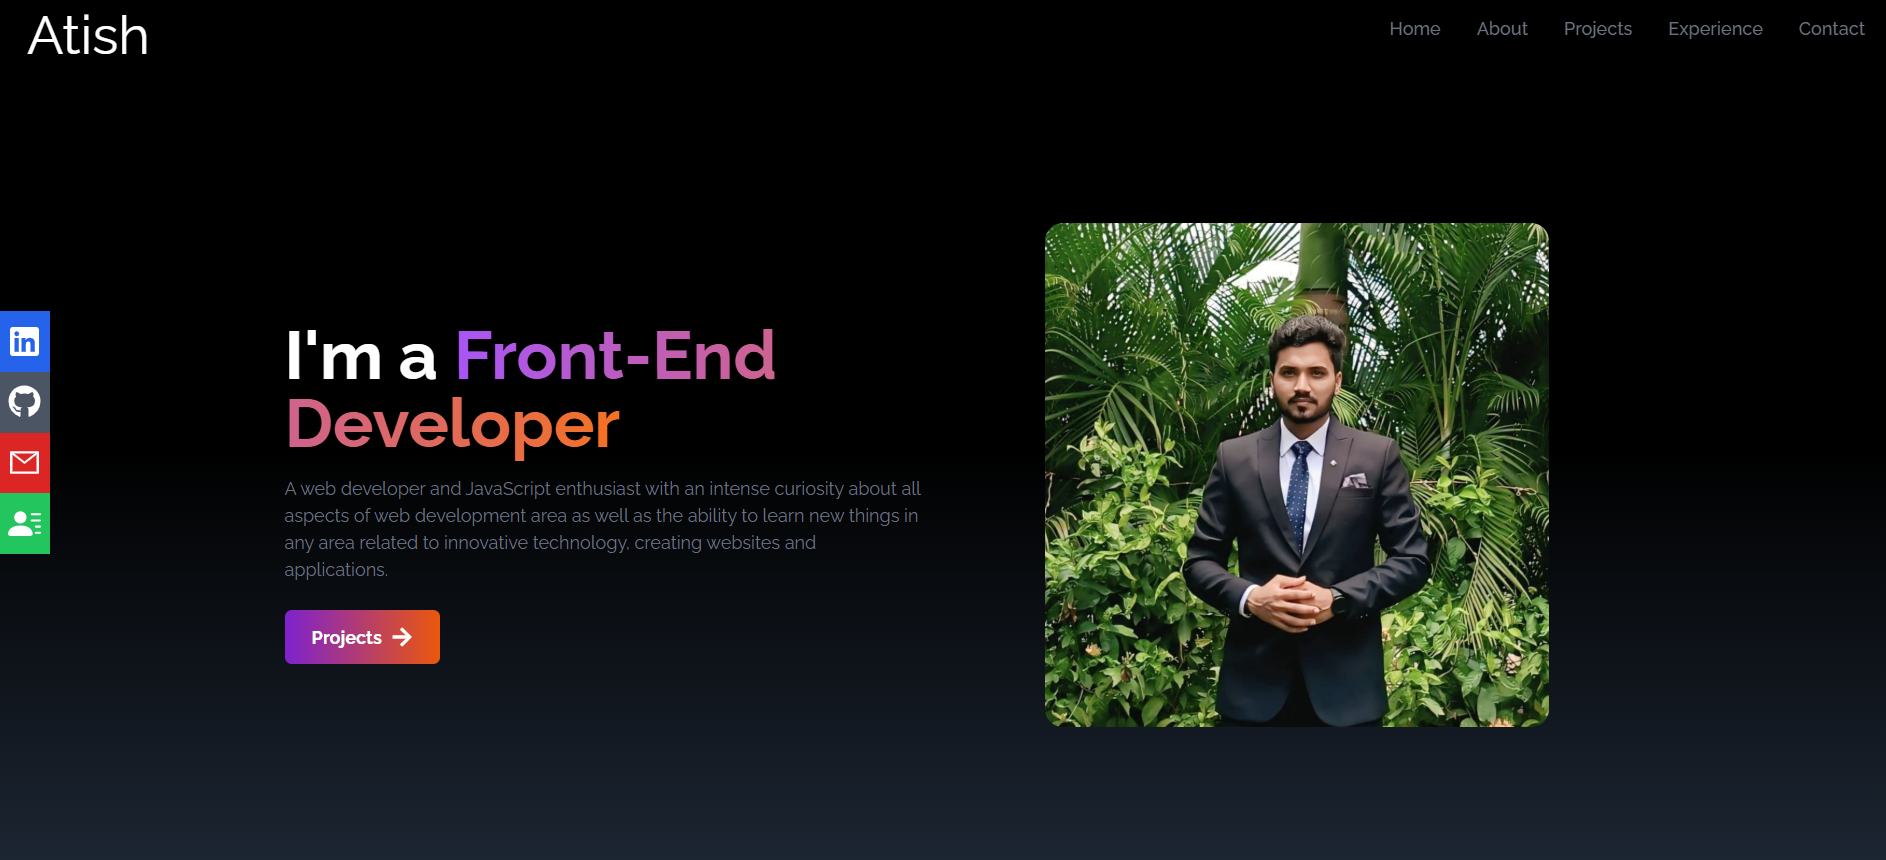 Atish
Home About Projects Experience Contact
I'm a Front-End
Developer
A web developer and JavaScript enthusiast with an intense curiosity about all
aspects of web development area as well as the ability to learn new things in
any area related to innovative technology, creating websites and
applications.
Projects
in